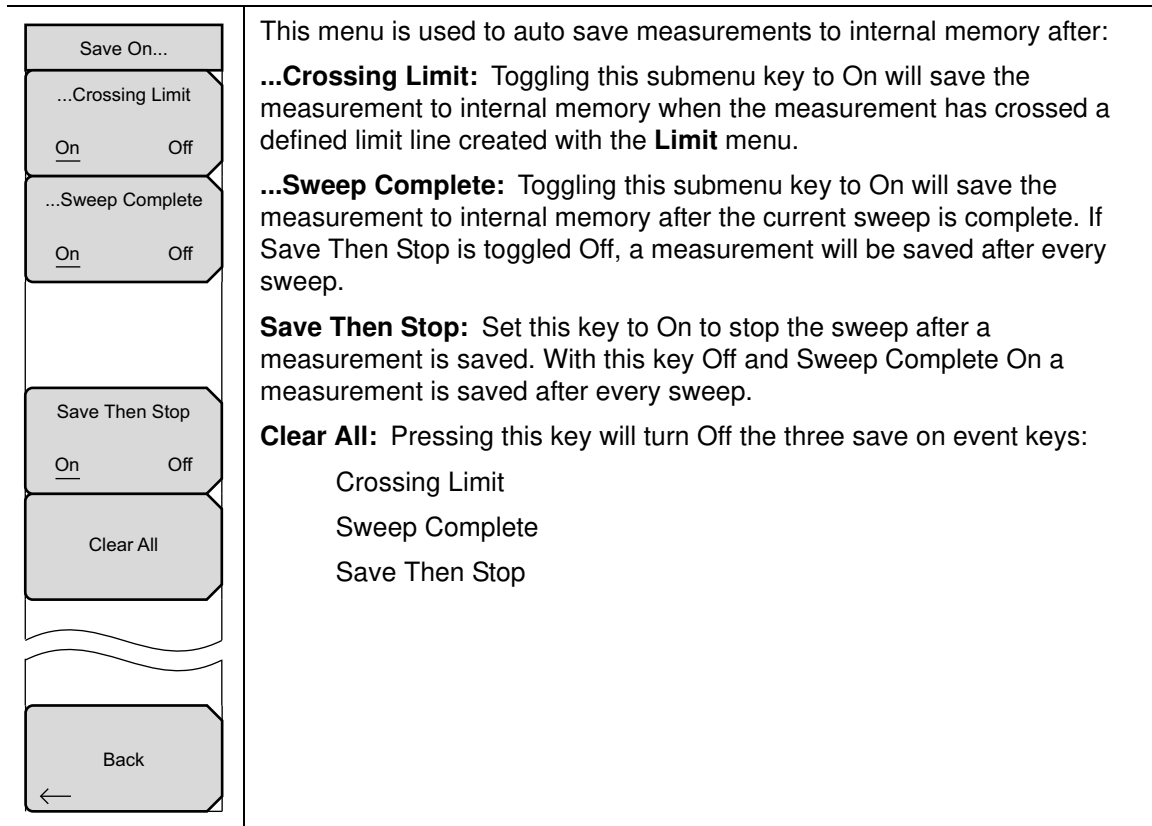 Save On...
...Crossing Limit
On Off
...Sweep Complete
On Off
Save Then Stop
On Off
Clear All
Back
This menu is used to auto save measurements to internal memory after:
...Crossing Limit: Toggling this submenu key to On will save the
measurement to internal memory when the measurement has crossed a
defined limit line created with the Limit menu.
...Sweep Complete: Toggling this submenu key to On will save the
measurement to internal memory after the current sweep is complete. If
Save Then Stop is toggled Off, a measurement will be saved after every
sweep.
Save Then Stop: Set this key to On to stop the sweep after a
measurement is saved. With this key Off and Sweep Complete On a
measurement is saved after every sweep.
Clear All: Pressing this key will turn Off the three save on event keys:
Crossing Limit
Sweep Complete
Save Then Stop